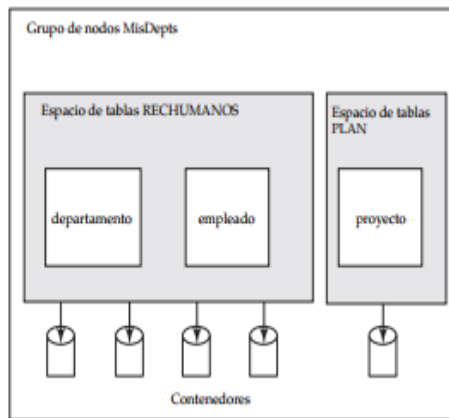 Grupo de nodos MisDepts
Espacio de tablas RECHUMANOS
Espacio de tablas
PLAN
departamento
empleado
proyecto
Contenedores